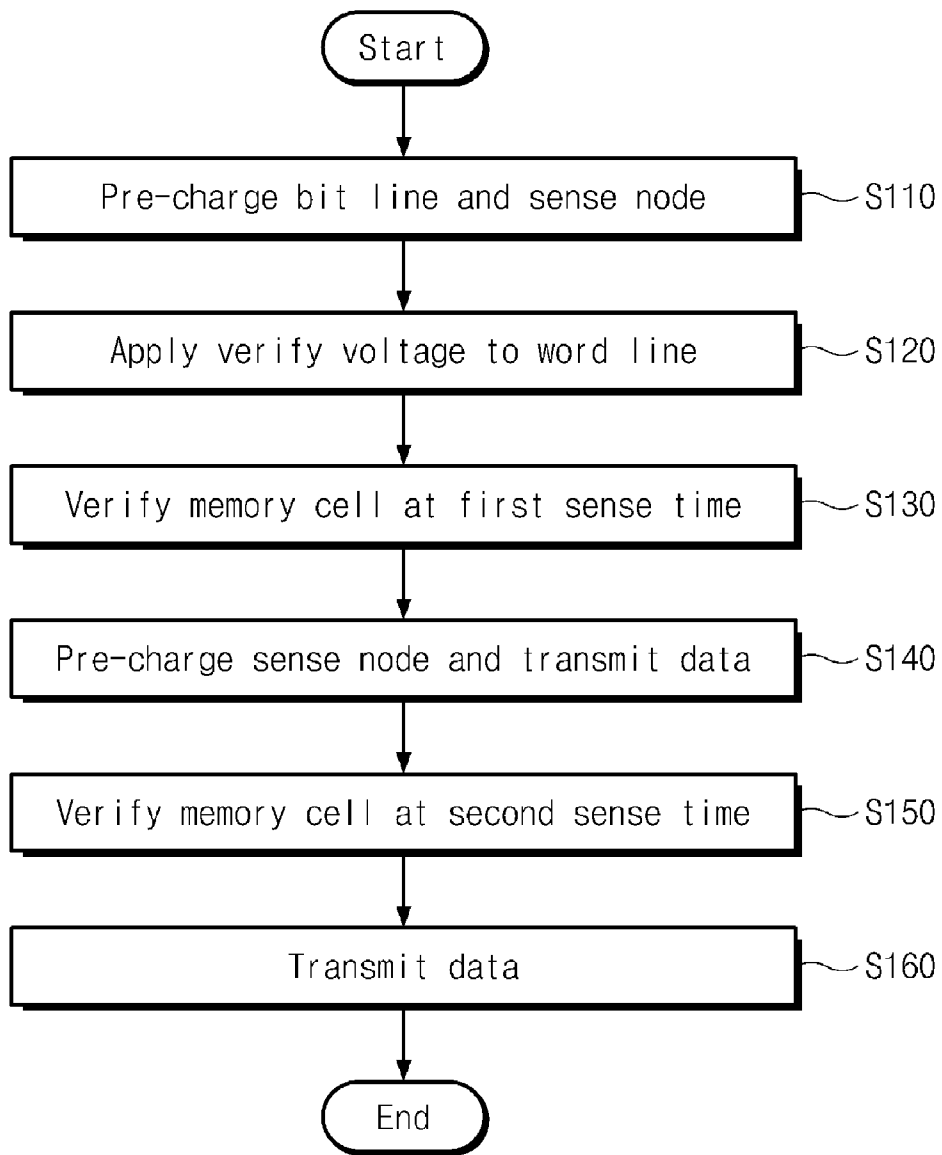 Start
Pre-charge bit line and sense node
S110
Apply verify voltage to word line
S120
Verify memory cell at first sense time
S130
Pre-charge sense node and transmit data
S140
Verify memory cell at second sense time
S150
Transmit data
S160
End